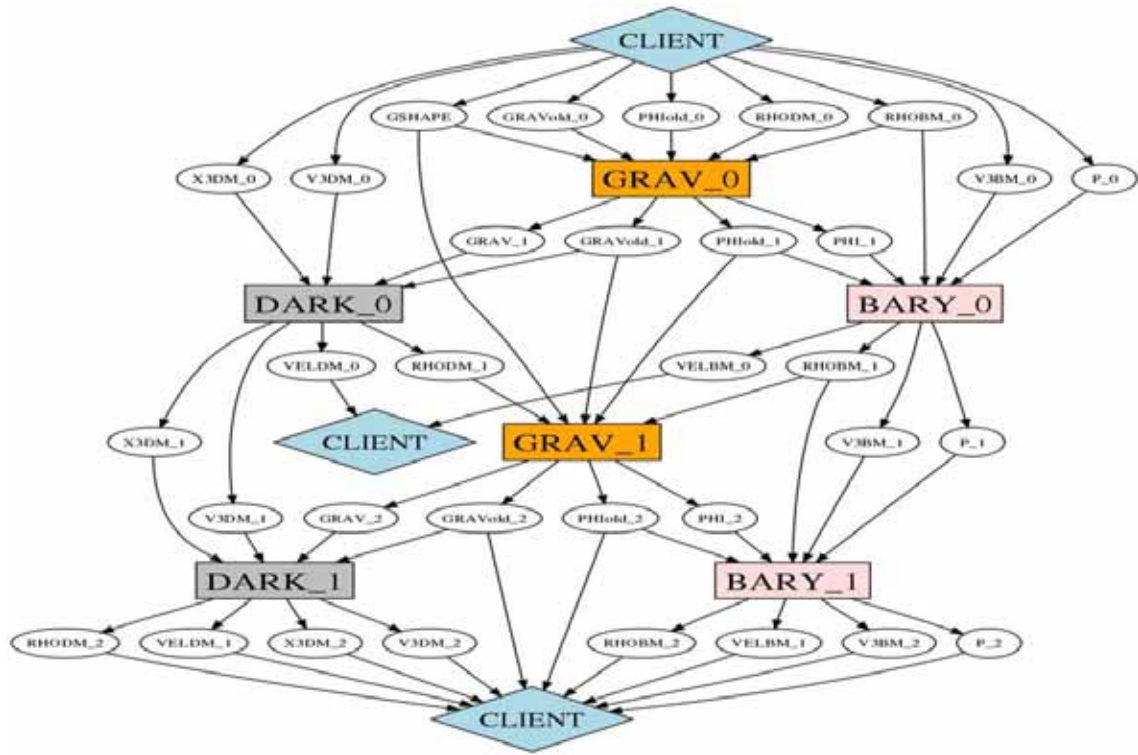 CLIENT
GSHAPE GRAVold_0 PHIold_0 RHODM_0 RHOBM_0
X3DM_0 V3DM_0 GRAV_0 V3BM_0 P_0
GRAV_1 GRAVold_1 PHIold_1 PHI_1
DARK_0 BARY_0
VELDM_0 RHODM_1 VELBM_0 RHOBM_1
X3DM_1 CLIENT GRAV_1 V3BM_1 P_1
V3DM_1 GRAV_2 GRAVold_2 PHIold_2 PHI_2
DARK_1 BARY_1
RHODM_2 VELDM_1 X3DM_2 V3DM_2 RHOBM_2 VELBM_1 V3BM_2 P_2
CLIENT